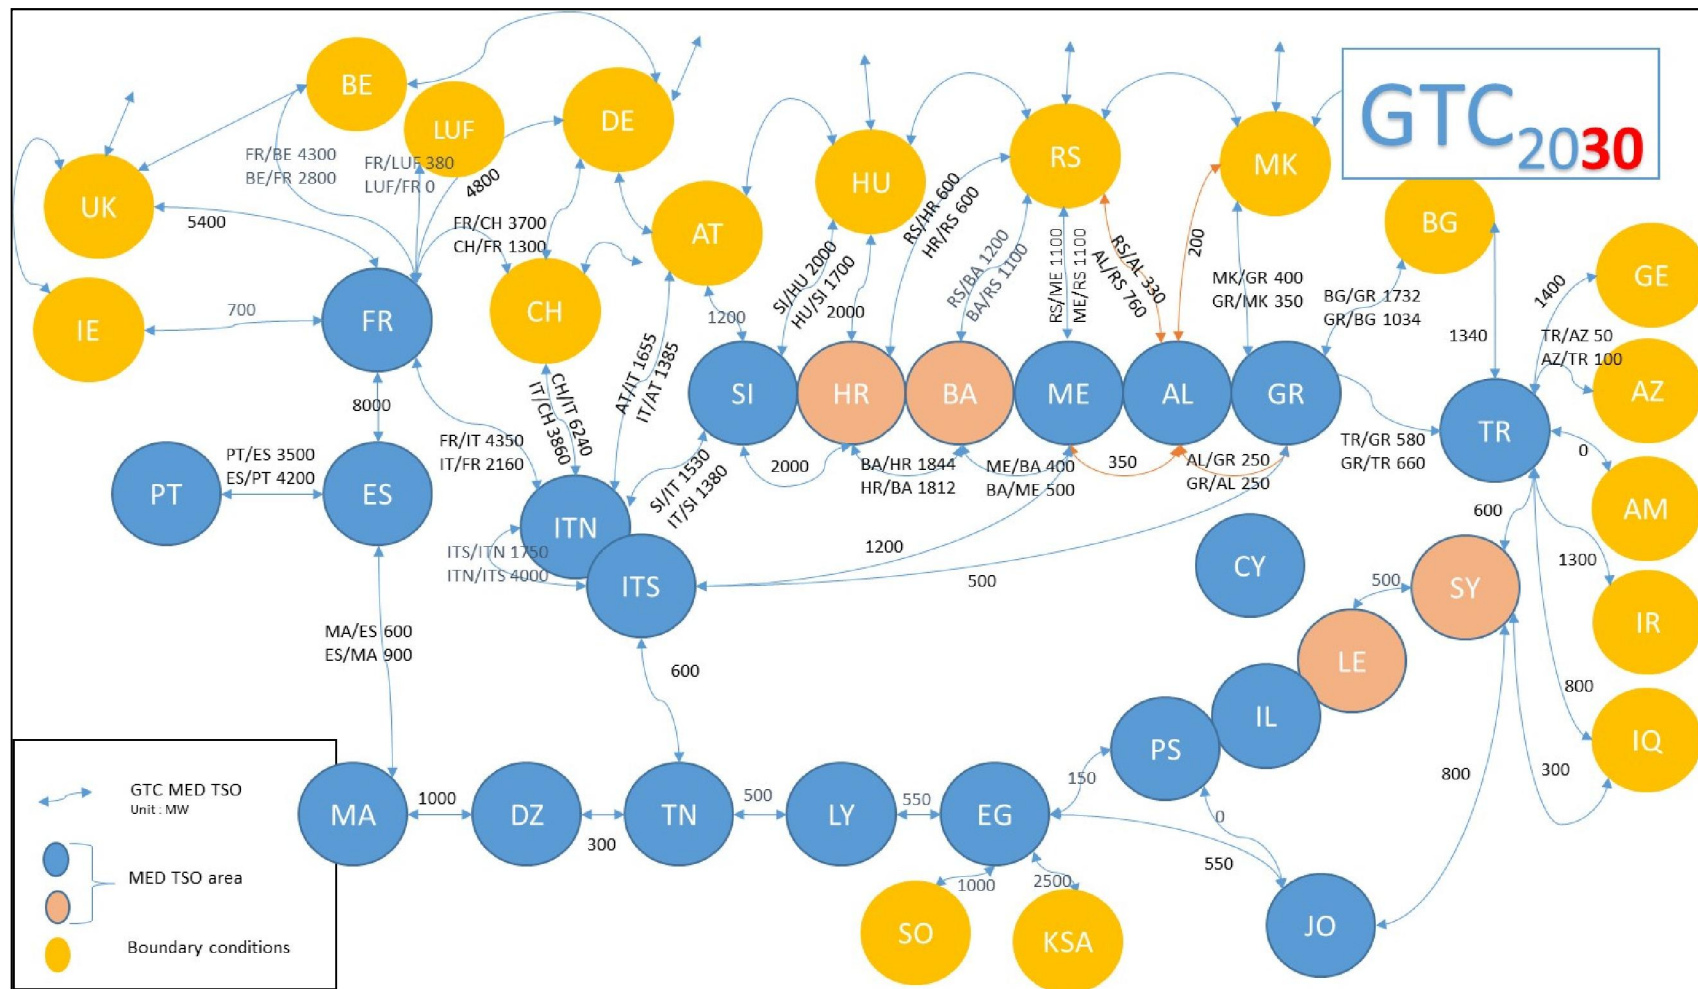 GTC2030
BE
LUF
DE
UK
IE
FR
CH
AT
HU
RS
MK
BG
GE
AZ
AM
IR
IQ
FR/BE 4300
BE/FR 2800
FR/LUF 380
LUF/FR 0
4800
5400
FR/CH 3700
CH/FR 1300
700
8000
1200
SI/HU 2000
HU/SI 1700
2000
RS/HR 600
HR/RS 600
RS/BA 1200
BA/RS 1100
RS/ME 1100
ME/RS 1100
RS/AL 330
AL/RS 760
200
MK/GR 400
GR/MK 350
BG/GR 1732
GR/BG 1034
1340
1400
TR/AZ 50
AZ/TR 100
SI
HR
BA
ME
AL
GR
TR
0
CH/IT 6240
IT/CH 3860
AT/IT 1655
IT/AT 1385
FR/IT 4350
IT/FR 2160
SI/IT 1530
IT/SI 1380
2000
BA/HR 1844
HR/BA 1812
ME/BA 400
BA/ME 500
350
AL/GR 250
GR/AL 250
TR/GR 580
GR/TR 660
PT
PT/ES 3500
ES/PT 4200
ES
ITN
ITS
ITS/ITN 1750
ITN/ITS 4000
1200
500
CY
600
1300
500
SY
LE
IL
PS
MA/ES 600
ES/MA 900
600
800
300
800
150
0
550
MA
1000
DZ
300
TN
500
LY
550
EG
1000
2500
SO
KSA
JO
GTC MED TSO
Unit : MW
MED TSO area
Boundary conditions